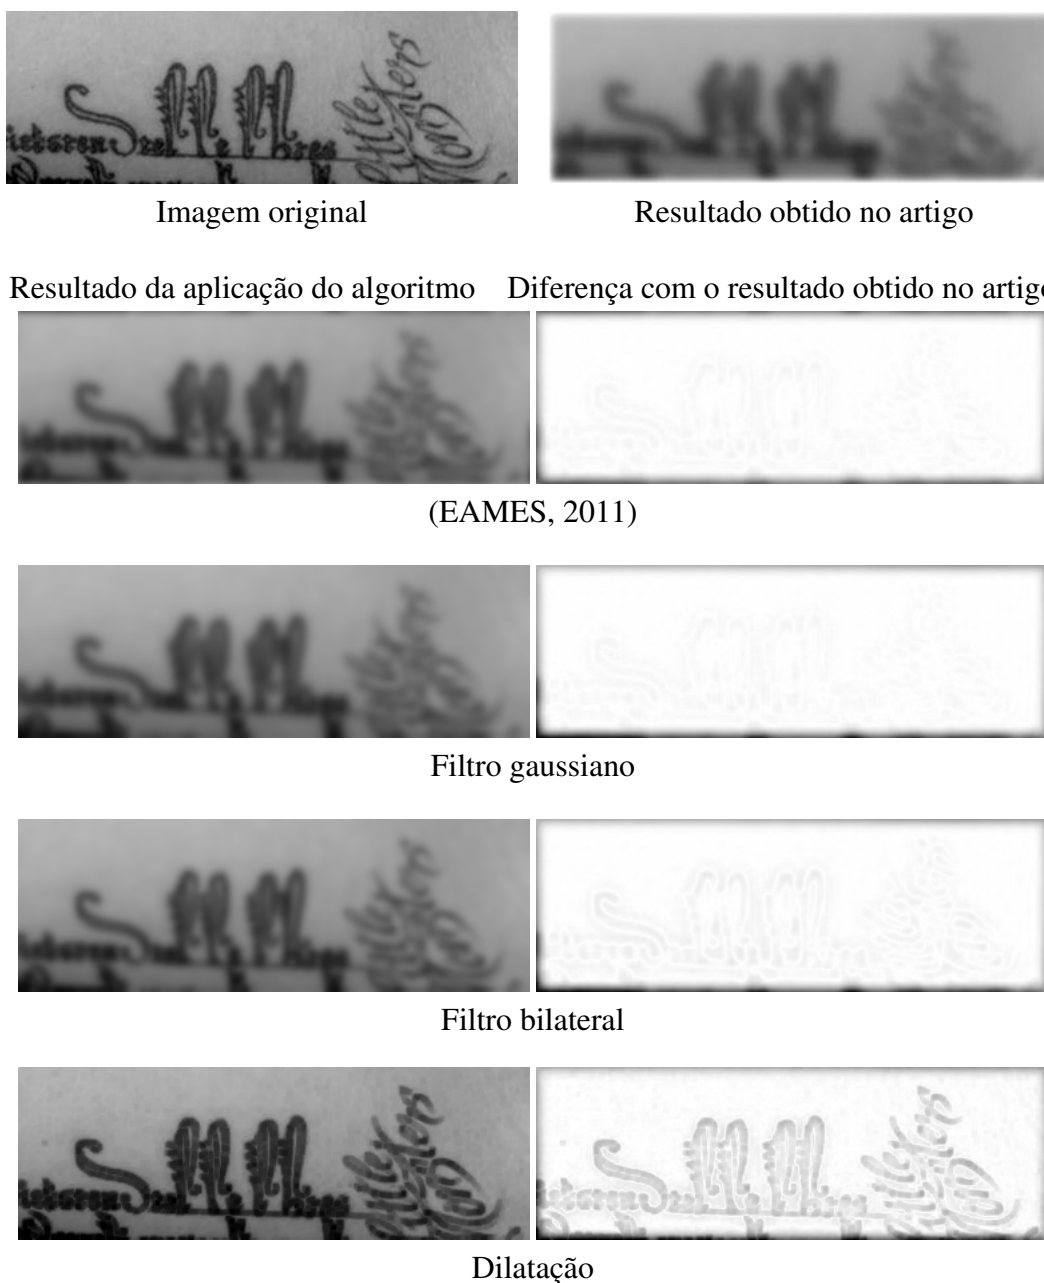 Imagem original
Resultado obtido no artigo
Resultado da aplicação do algoritmo
Diferença com o resultado obtido no artigo
(EAMES, 2011)
Filtro gaussiano
Filtro bilateral
Dilatação